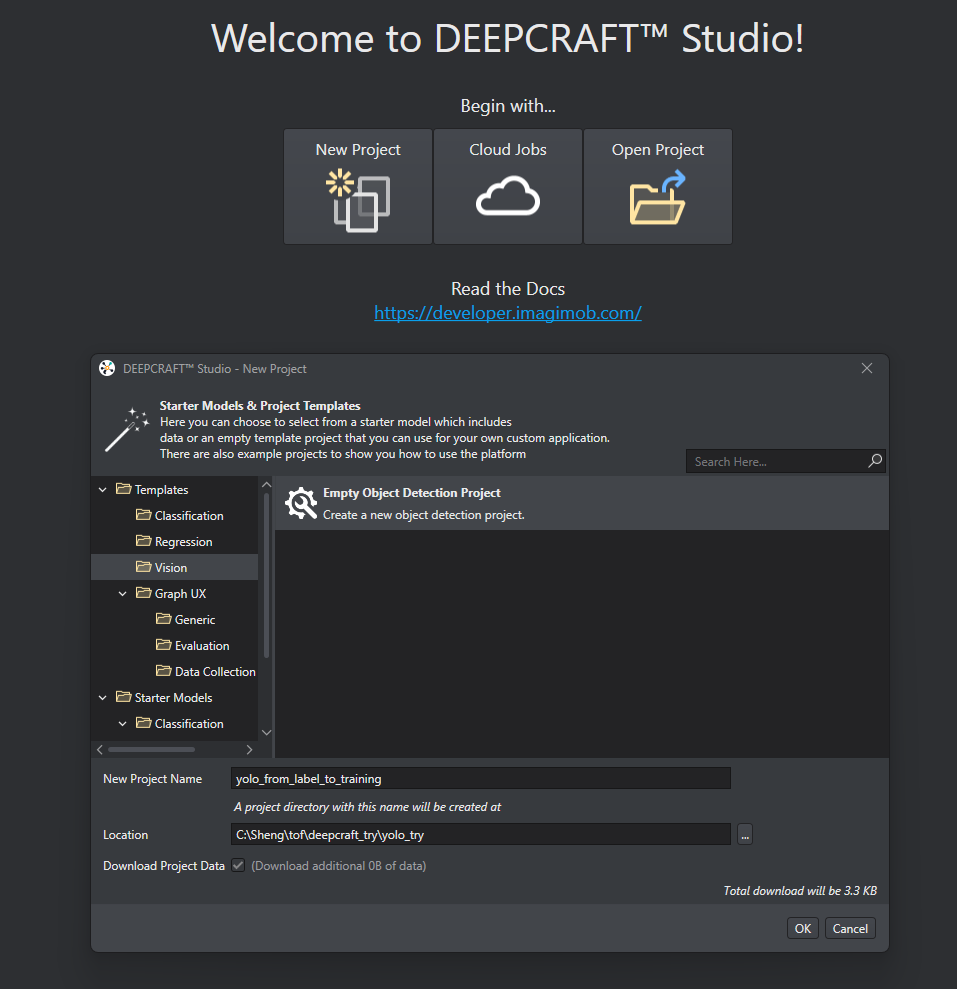 Welcome to DEEPCRAFT™ Studio!
Begin with...
New Project
Cloud Jobs
Open Project
Read the Docs
https://developer.imagimob.com/
DEEPCRAFT™ Studio - New Project
Starter Models & Project Templates
Here you can choose to select from a starter model which includes
data or an empty template project that you can use for your own custom application.
There are also example projects to show you how to use the platform
Search Here...
Templates
Classification
Regression
Vision
Graph UX
Generic
Evaluation
Data Collection
Starter Models
Classification
Empty Object Detection Project
Create a new object detection project.
New Project Name
yolo_from_label_to_training
A project directory with this name will be created at
Location
C:\Sheng\tof\deepcraft_try\yolo_try
...
Download Project Data
(Download additional 0B of data)
Total download will be 3.3 KB
OK
Cancel